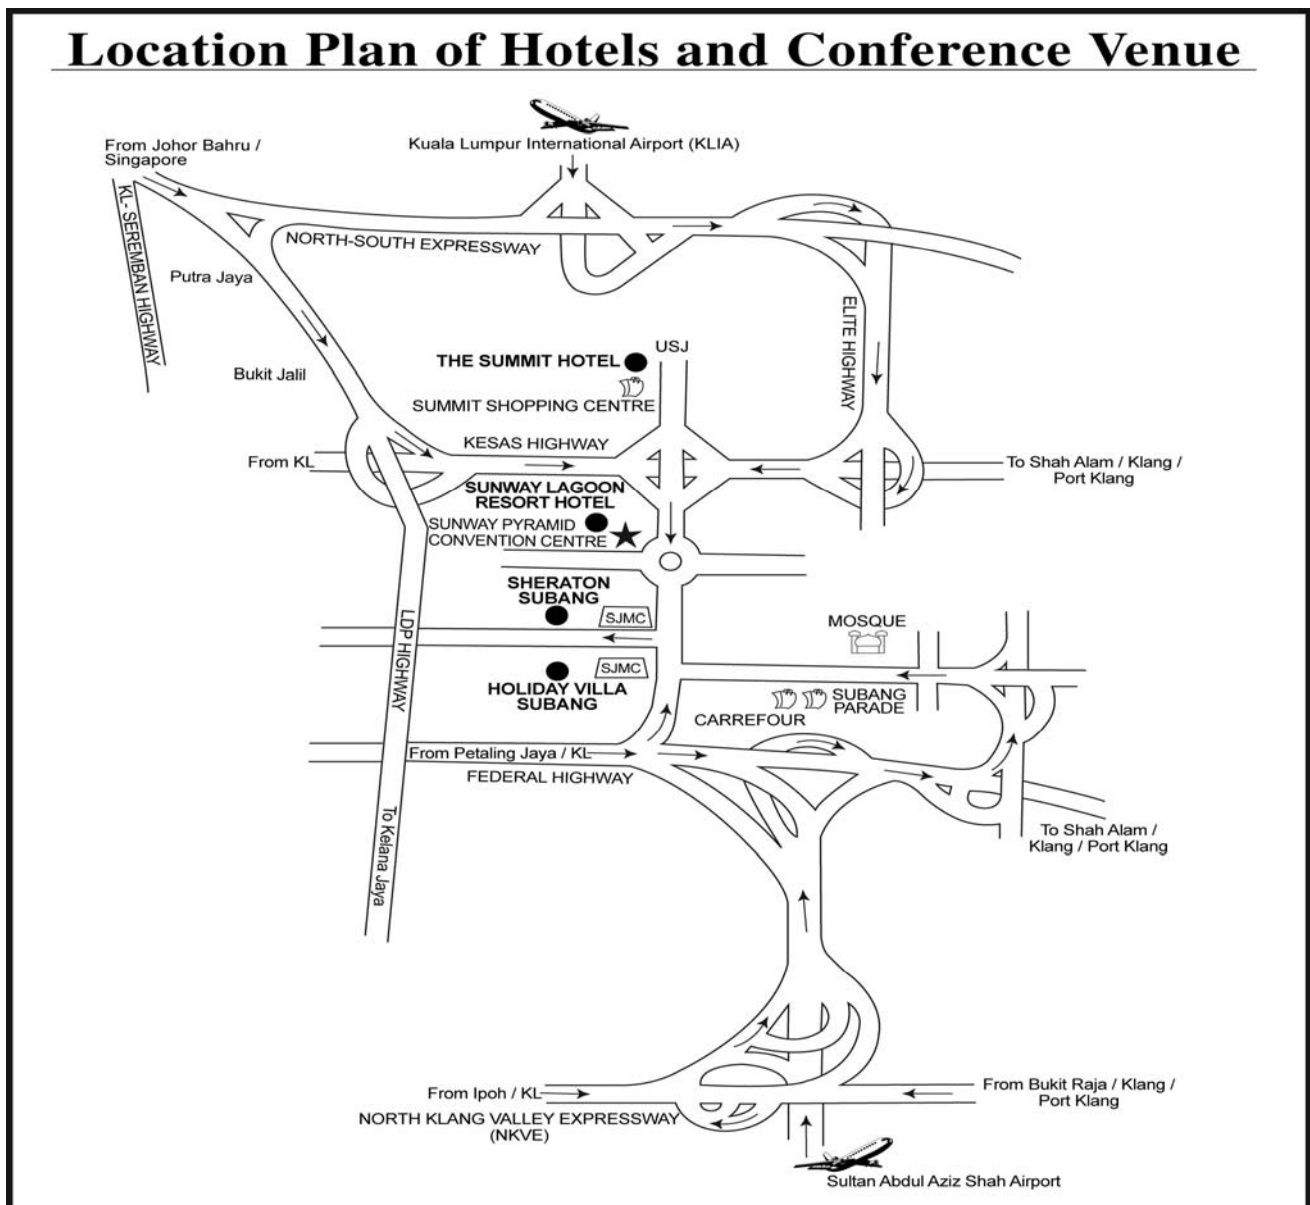 Location Plan of Hotels and Conference Venue
From Johor Bahru /
Singapore
Kuala Lumpur International Airport (KLIA)
KL- SEREMBAN HIGHWAY
NORTH-SOUTH EXPRESSWAY
Putra Jaya
ELITE HIGHWAY
USJ
THE SUMMIT HOTEL
Bukit Jalil
SUMMIT SHOPPING CENTRE
KESAS HIGHWAY
From KL
To Shah Alam / Klang /
Port Klang
SUNWAY LAGOON
RESORT HOTEL
SUNWAY PYRAMID
CONVENTION CENTRE
SHERATON
SUBANG
SJMC
LDP HIGHWAY
MOSQUE
SJMC
HOLIDAY VILLA
SUBANG
SUBANG
PARADE
CARREFOUR
From Petaling Jaya / KL
FEDERAL HIGHWAY
To Kelana Jaya
To Shah Alam /
Klang / Port Klang
From Ipoh / KL
From Bukit Raja / Klang /
Port Klang
NORTH KLANG VALLEY EXPRESSWAY
(NKVE)
Sultan Abdul Aziz Shah Airport